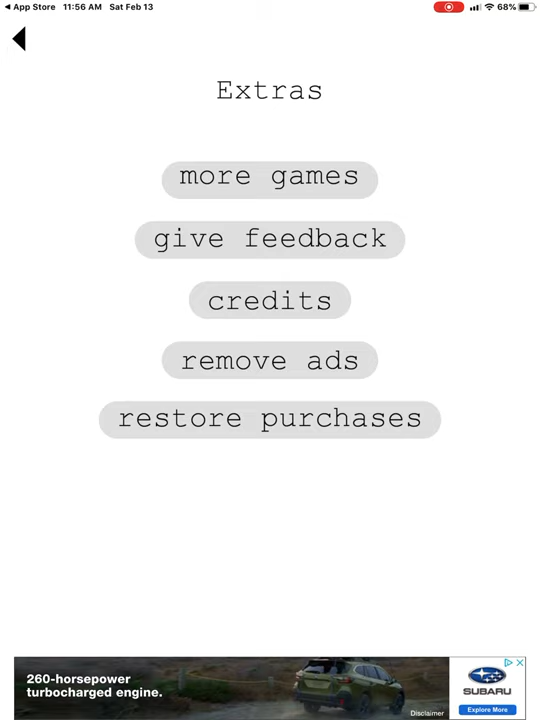 App Store 11:56 AM Sat Feb 13 68%
Extras
more games
give feedback
credits
remove ads
restore purchases
260-horsepower
turbocharged engine.
Disclaimer
SUBARU
Explore More